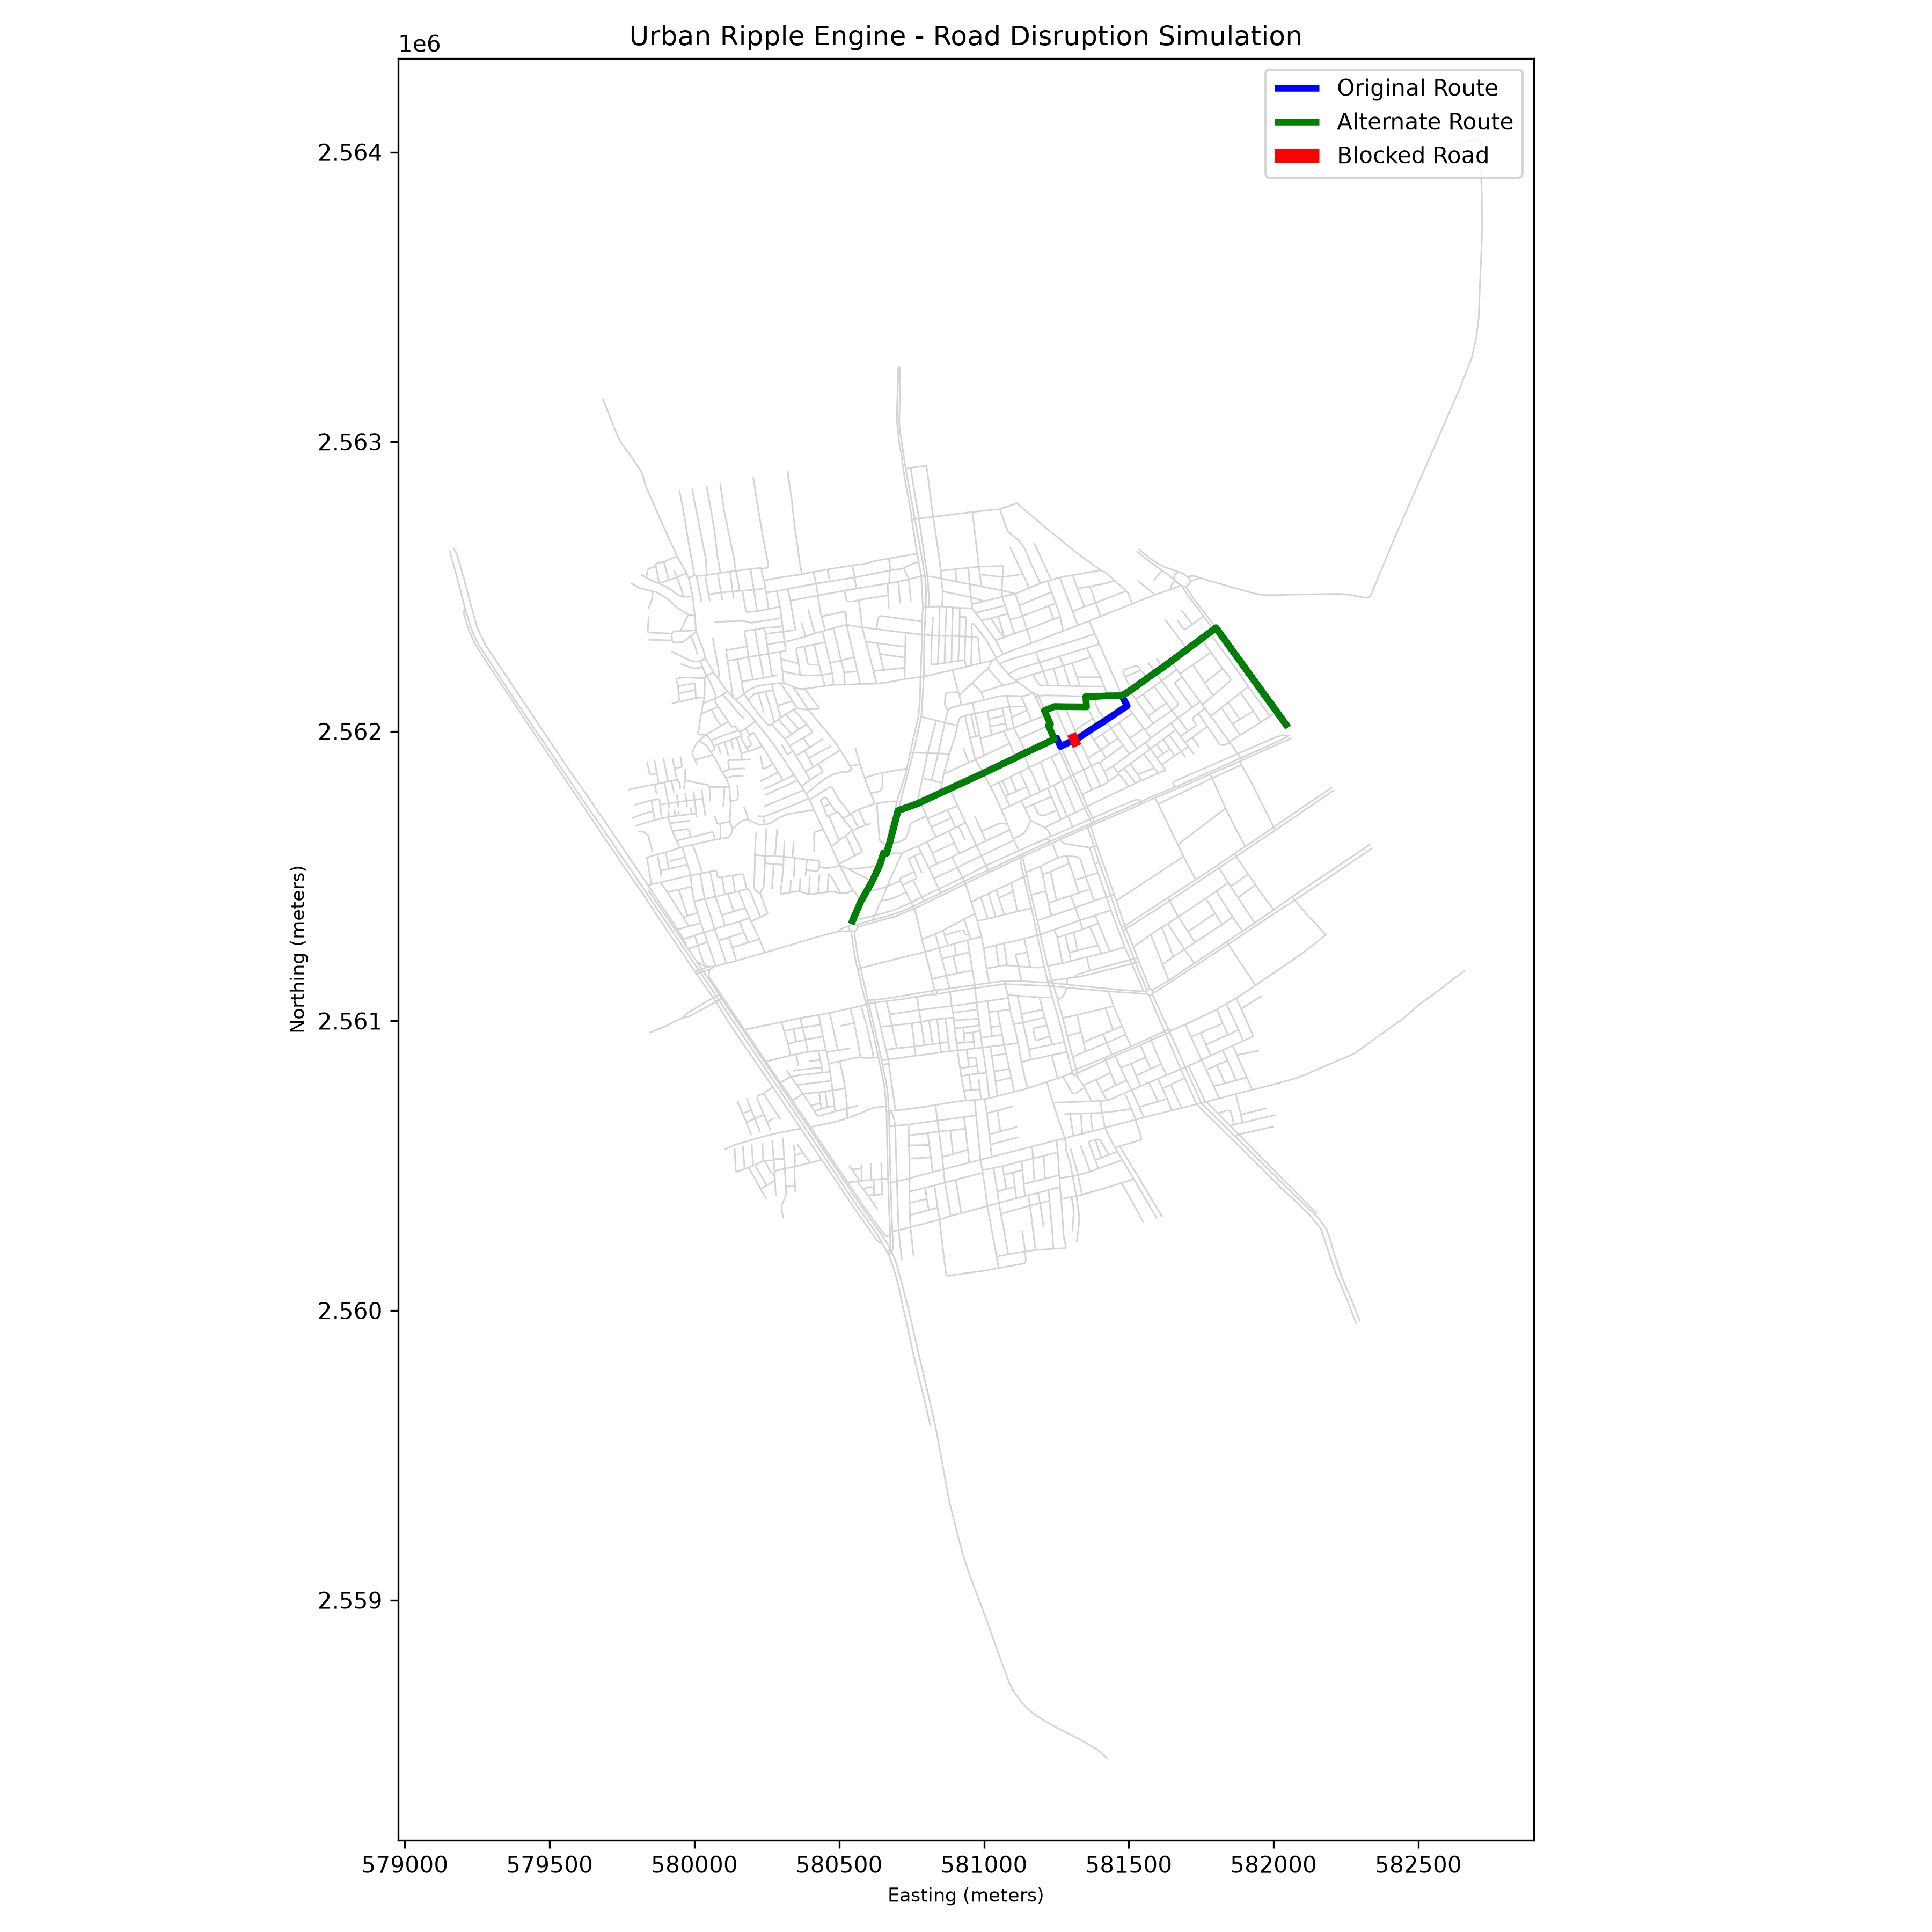 Urban Ripple Engine - Road Disruption Simulation
1e6
Original Route
Alternate Route
Blocked Road
2.564
2.563
2.562
2.561
2.560
2.559
Northing (meters)
579000 579500 580000 580500 581000 581500 582000 582500
Easting (meters)